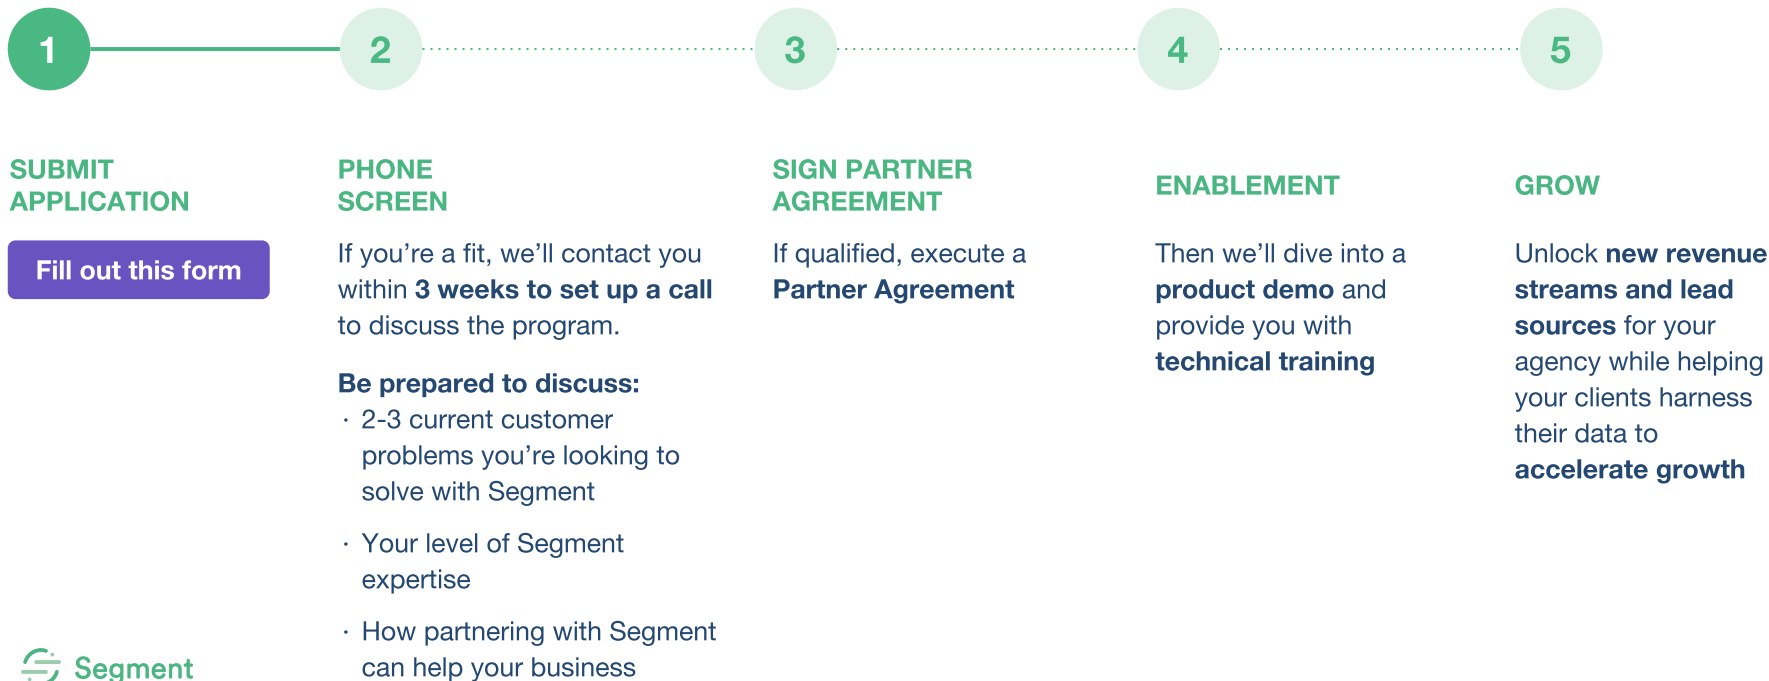 1
2
3
4
5
SUBMIT
APPLICATION
Fill out this form
PHONE
SCREEN
If you’re a fit, we’ll contact you
within 3 weeks to set up a call
to discuss the program.
Be prepared to discuss:
· 2-3 current customer
problems you’re looking to
solve with Segment
· Your level of Segment
expertise
· How partnering with Segment
can help your business
SIGN PARTNER
AGREEMENT
If qualified, execute a
Partner Agreement
ENABLEMENT
Then we’ll dive into a
product demo and
provide you with
technical training
GROW
Unlock new revenue
streams and lead
sources for your
agency while helping
your clients harness
their data to
accelerate growth
Segment